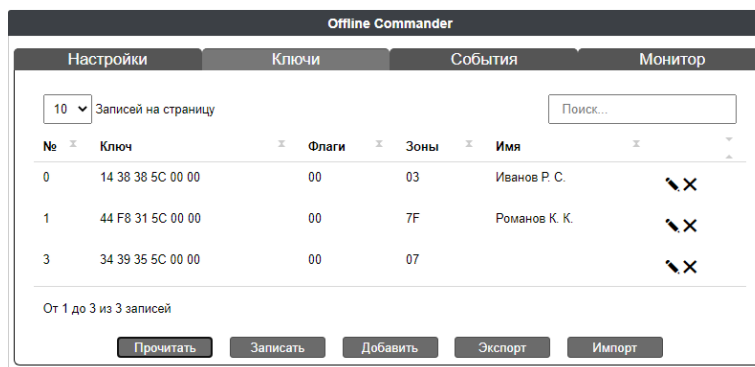 Offline Commander
Настройки Ключи События Монитор
10 Записей на страницу Поиск...
№ Ключ Флаги Зоны Имя
0 14 38 38 5C 00 00 00 03 Иванов Р. С.
1 44 F8 31 5C 00 00 00 7F Романов К. К.
3 34 39 35 5C 00 00 00 07
От 1 до 3 из 3 записей
Прочитать Записать Добавить Экспорт Импорт